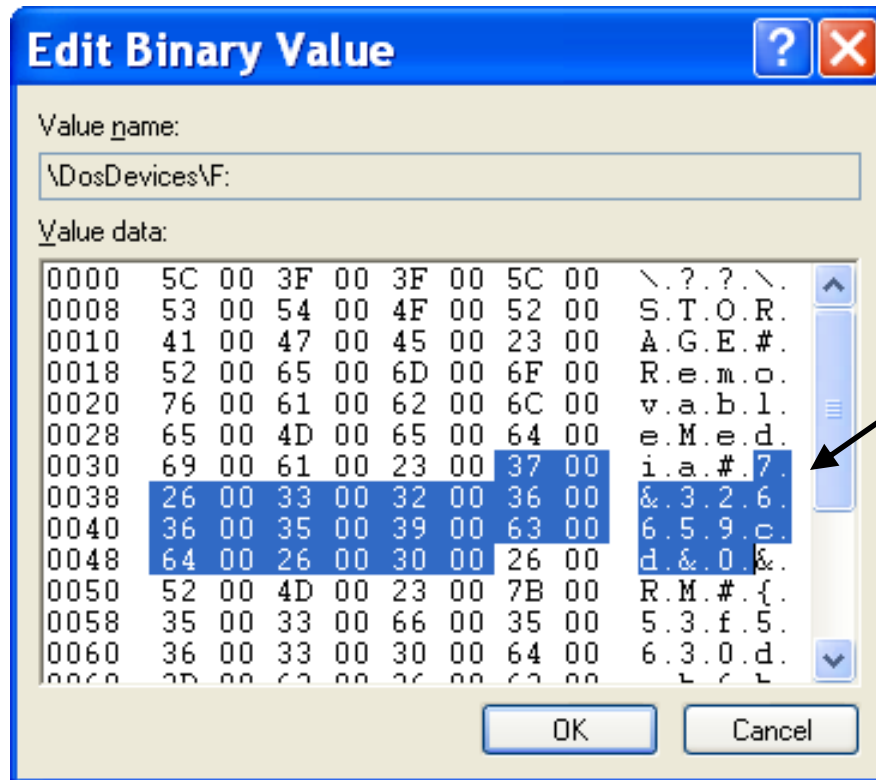 Edit Binary Value
Value name:
\DosDevices\F:
Value data:
0000 5C 00 3F 00 3F 00 5C 00 \.?.?.\.
0008 53 00 54 00 4F 00 52 00 S.T.O.R.
0010 41 00 47 00 45 00 23 00 A.G.E.#.
0018 52 00 65 00 6D 00 6F 00 R.e.m.o.
0020 76 00 61 00 62 00 6C 00 v.a.b.l.
0028 65 00 4D 00 65 00 64 00 e.M.e.d.
0030 69 00 61 00 23 00 37 00 i.a.#.7.
0038 26 00 33 00 32 00 36 00 &.3.2.6.
0040 36 00 35 00 39 00 63 00 6.5.9.c.
0048 64 00 26 00 30 00 26 00 d.&.0.&.
0050 52 00 4D 00 23 00 7B 00 R.M.#.{.
0058 35 00 33 00 66 00 35 00 5.3.f.5.
0060 36 00 33 00 30 00 64 00 6.3.0.d.
OK Cancel